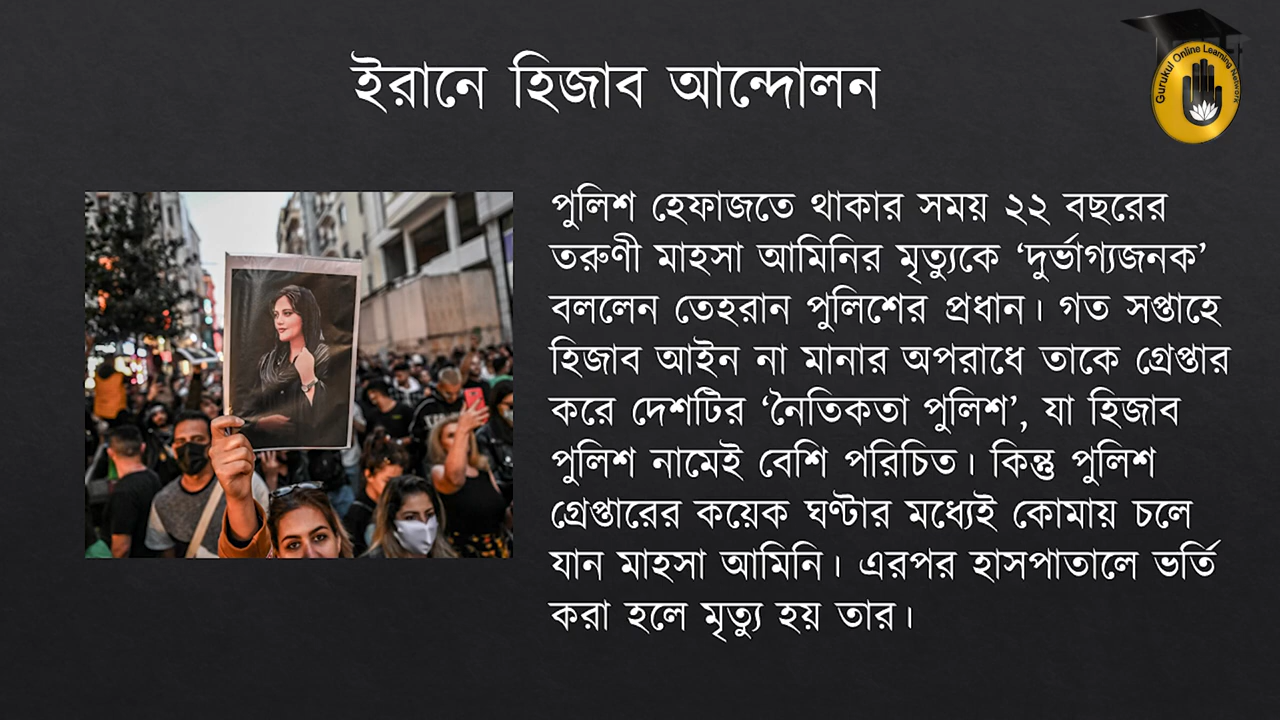 ইরানে হিজাব আন্দোলন
Gurukul Online Learning Network
পুলিশ হেফাজতে থাকার সময় ২২ বছরের
তরুণী মাহসা আমিনির মৃত্যুকে ‘দুর্ভাগ্যজনক’
বললেন তেহরান পুলিশের প্রধান। গত সপ্তাহে
হিজাব আইন না মানার অপরাধে তাকে গ্রেপ্তার
করে দেশটির ‘নৈতিকতা পুলিশ’, যা হিজাব
পুলিশ নামেই বেশি পরিচিত। কিন্তু পুলিশ
গ্রেপ্তারের কয়েক ঘণ্টার মধ্যেই কোমায় চলে
যান মাহসা আমিনি। এরপর হাসপাতালে ভর্তি
করা হলে মৃত্যু হয় তার।